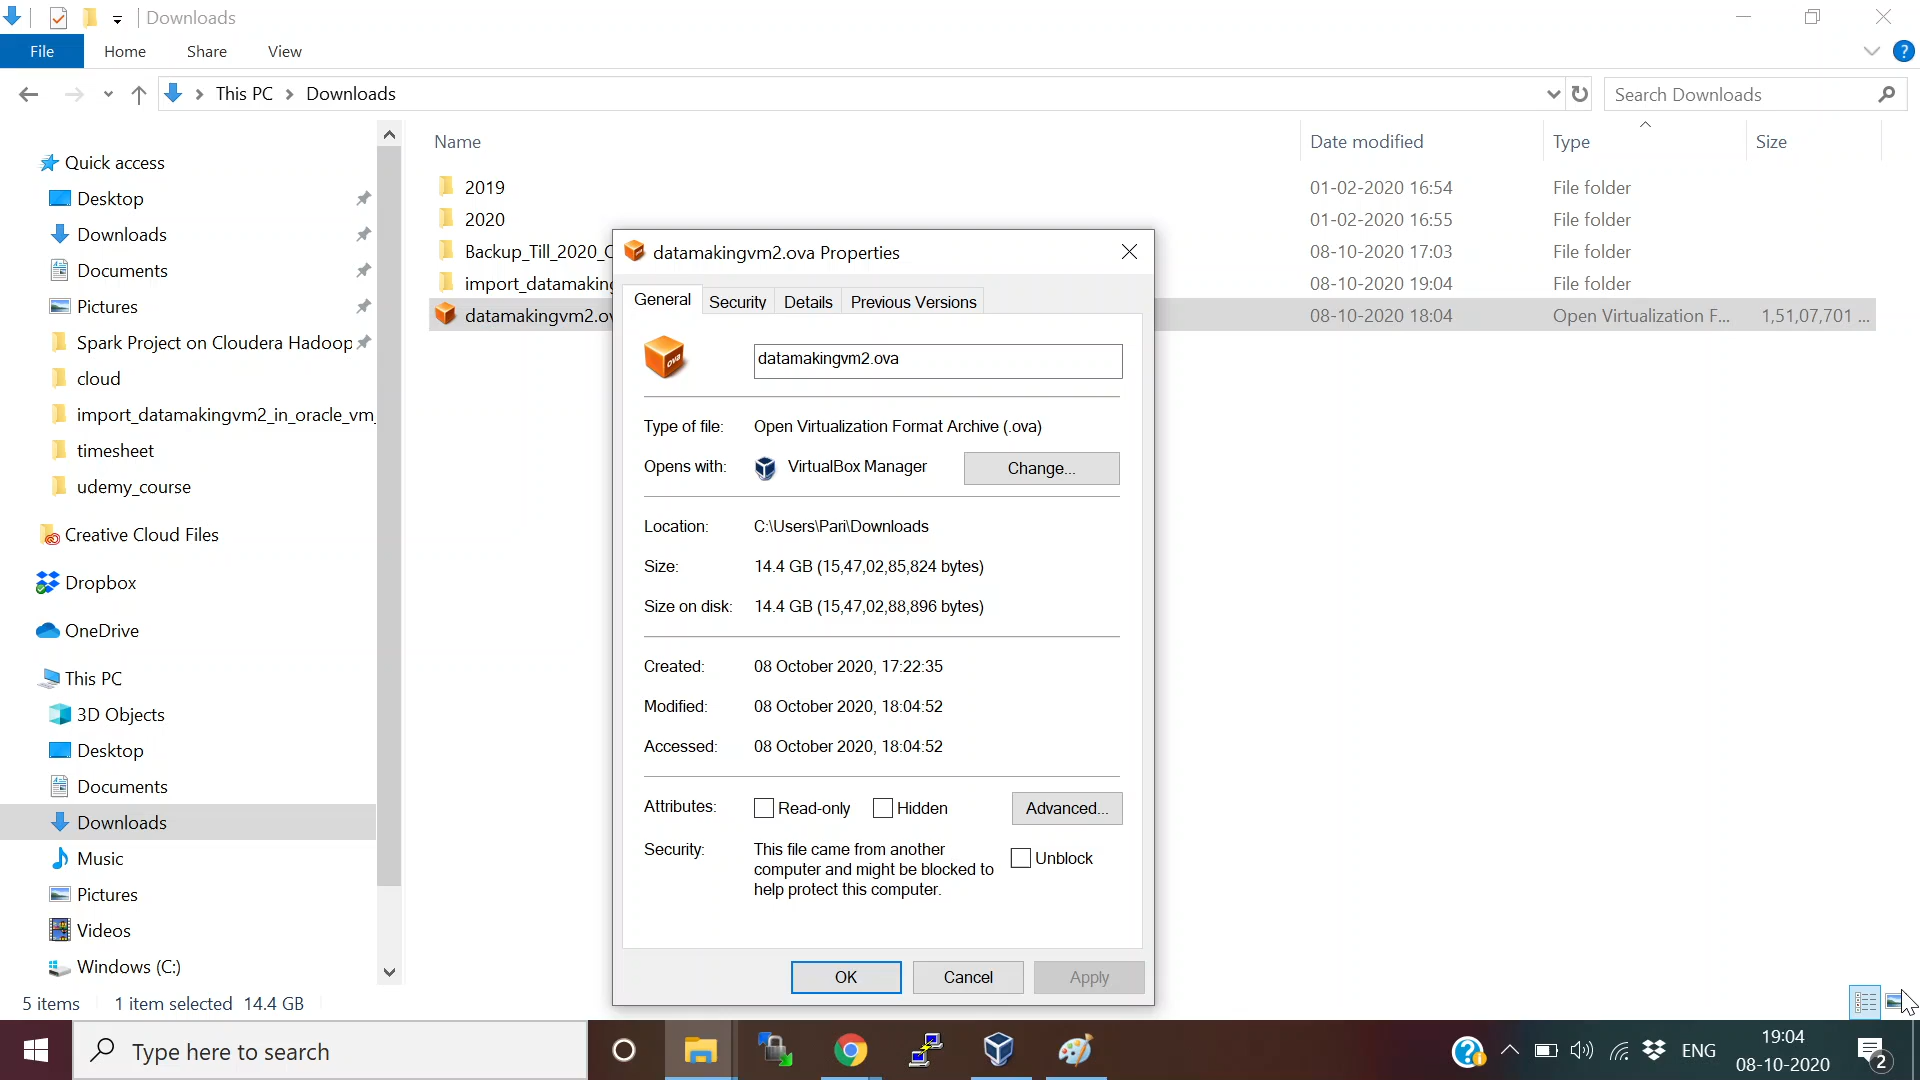 Downloads
File Home Share View
This PC Downloads
Search Downloads
Name Date modified Type Size
Quick access
Desktop
Downloads
Documents
Pictures
Spark Project on Cloudera Hadoop
cloud
import_datamakingvm2_in_oracle_vm
timesheet
udemy_course
Creative Cloud Files
Dropbox
OneDrive
This PC
3D Objects
Desktop
Documents
Downloads
Music
Pictures
Videos
Windows (C:)
2019 01-02-2020 16:54 File folder
2020 01-02-2020 16:55 File folder
Backup_Till_2020_ 08-10-2020 17:03 File folder
import_datamaking 08-10-2020 19:04 File folder
datamakingvm2.ov 08-10-2020 18:04 Open Virtualization F... 1,51,07,701 ...
datamakingvm2.ova Properties
General Security Details Previous Versions
ova
datamakingvm2.ova
Type of file: Open Virtualization Format Archive (.ova)
Opens with: VirtualBox Manager Change...
Location: C:\Users\Pari\Downloads
Size: 14.4 GB (15,47,02,85,824 bytes)
Size on disk: 14.4 GB (15,47,02,88,896 bytes)
Created: 08 October 2020, 17:22:35
Modified: 08 October 2020, 18:04:52
Accessed: 08 October 2020, 18:04:52
Attributes: Read-only Hidden Advanced...
Security: This file came from another
computer and might be blocked to
help protect this computer.
Unblock
OK Cancel Apply
5 items 1 item selected 14.4 GB
Type here to search
ENG
19:04
08-10-2020
2